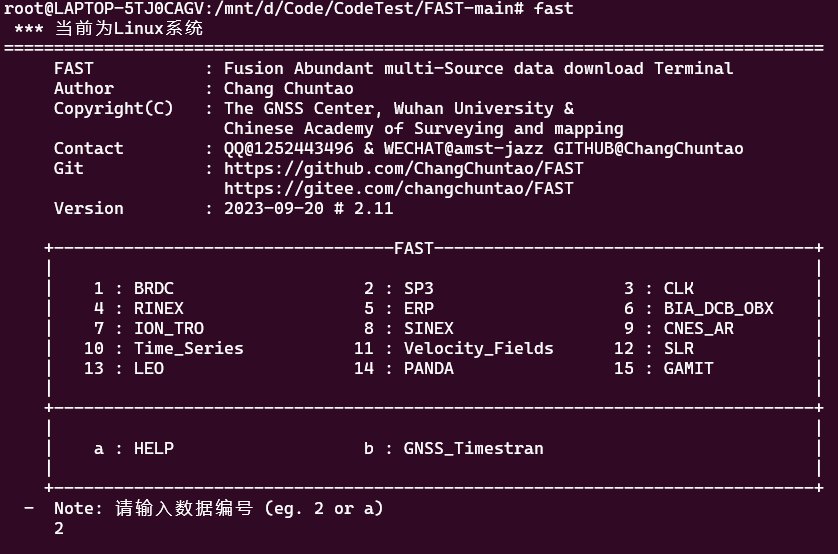 root@LAPTOP-5TJ0CAGV:/mnt/d/Code/CodeTest/FAST-main# fast
*** 当前为Linux系统
==================================================================================
FAST : Fusion Abundant multi-Source data download Terminal
Author : Chang Chuntao
Copyright(C) : The GNSS Center, Wuhan University &
Chinese Academy of Surveying and mapping
Contact : QQ@1252443496 & WECHAT@amst-jazz GITHUB@ChangChuntao
Git : https://github.com/ChangChuntao/FAST
https://gitee.com/changchuntao/FAST
Version : 2023-09-20 # 2.11
+----------------------------------FAST--------------------------------------+
1 : BRDC 2 : SP3 3 : CLK
4 : RINEX 5 : ERP 6 : BIA_DCB_OBX
7 : ION_TRO 8 : SINEX 9 : CNES_AR
10 : Time_Series 11 : Velocity_Fields 12 : SLR
13 : LEO 14 : PANDA 15 : GAMIT
+----------------------------------------------------------------------------+
a : HELP b : GNSS_Timestran
+----------------------------------------------------------------------------+
- Note: 请输入数据编号 (eg. 2 or a)
2